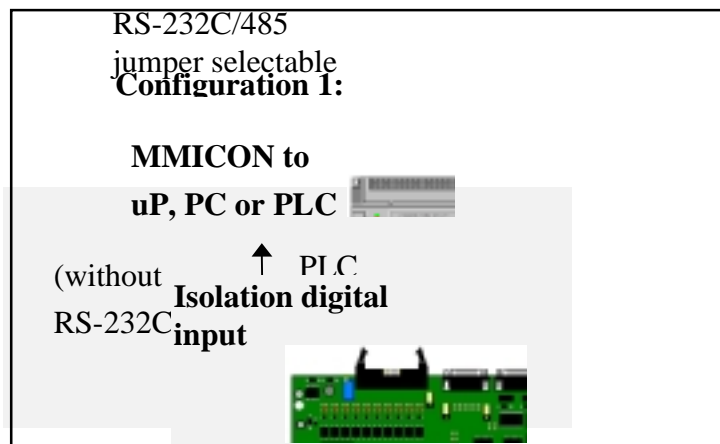 RS-232C/485
jumper selectable
Configuration 1:
MMICON to
uP, PC or PLC
PLC
(without
Isolation digital
RS-232C
input